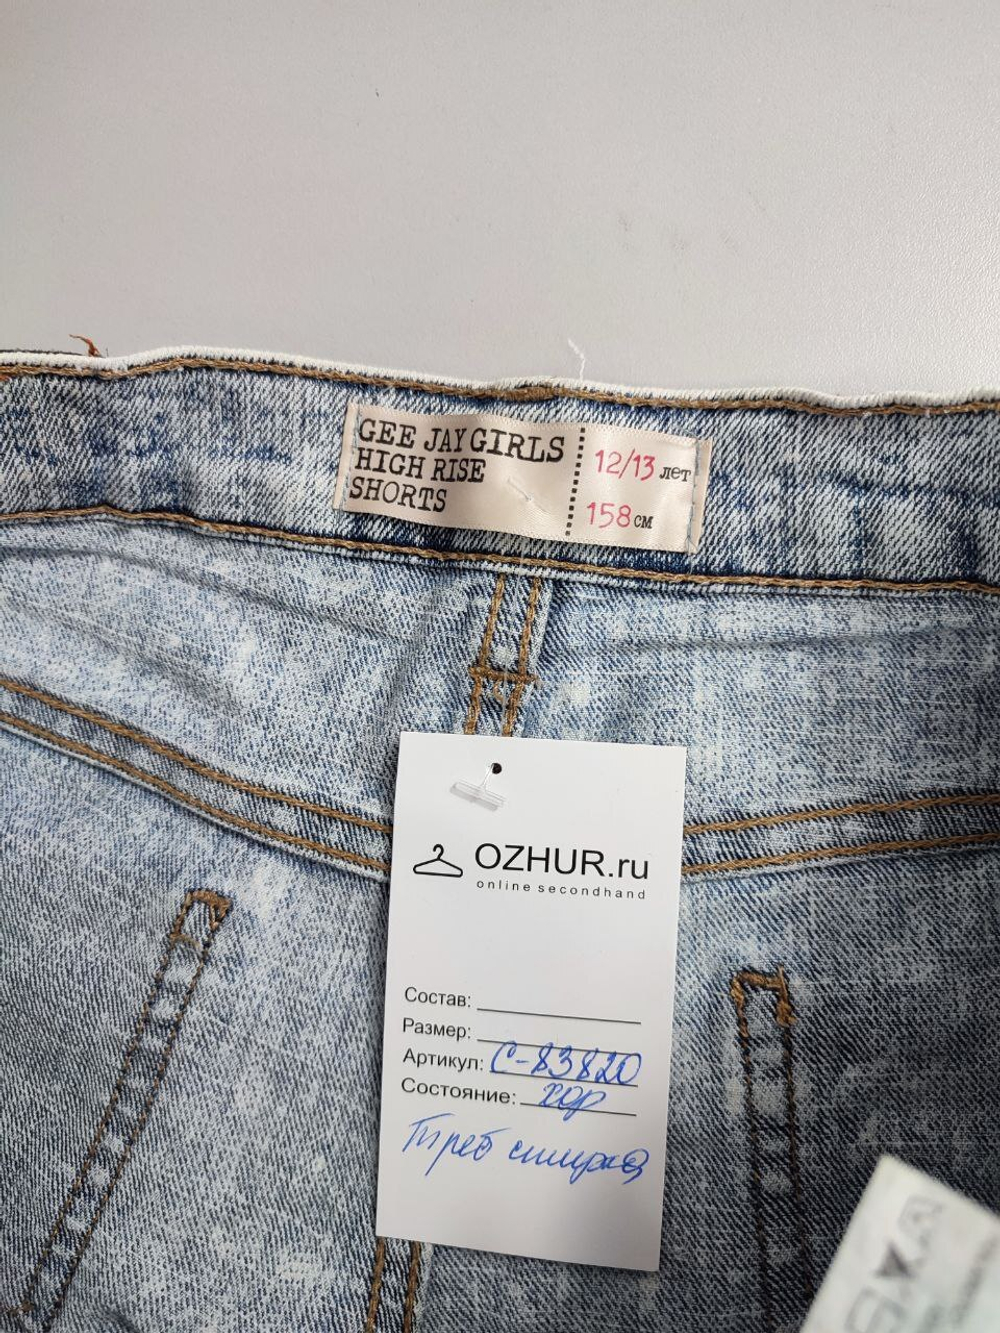 GEE JAY GIRLS
HIGH RISE
SHORTS
12/13 лет
158 см
OZHUR.ru
online secondhand
Состав:
Размер:
Артикул: С-83820
Состояние: хор
Треб стирка